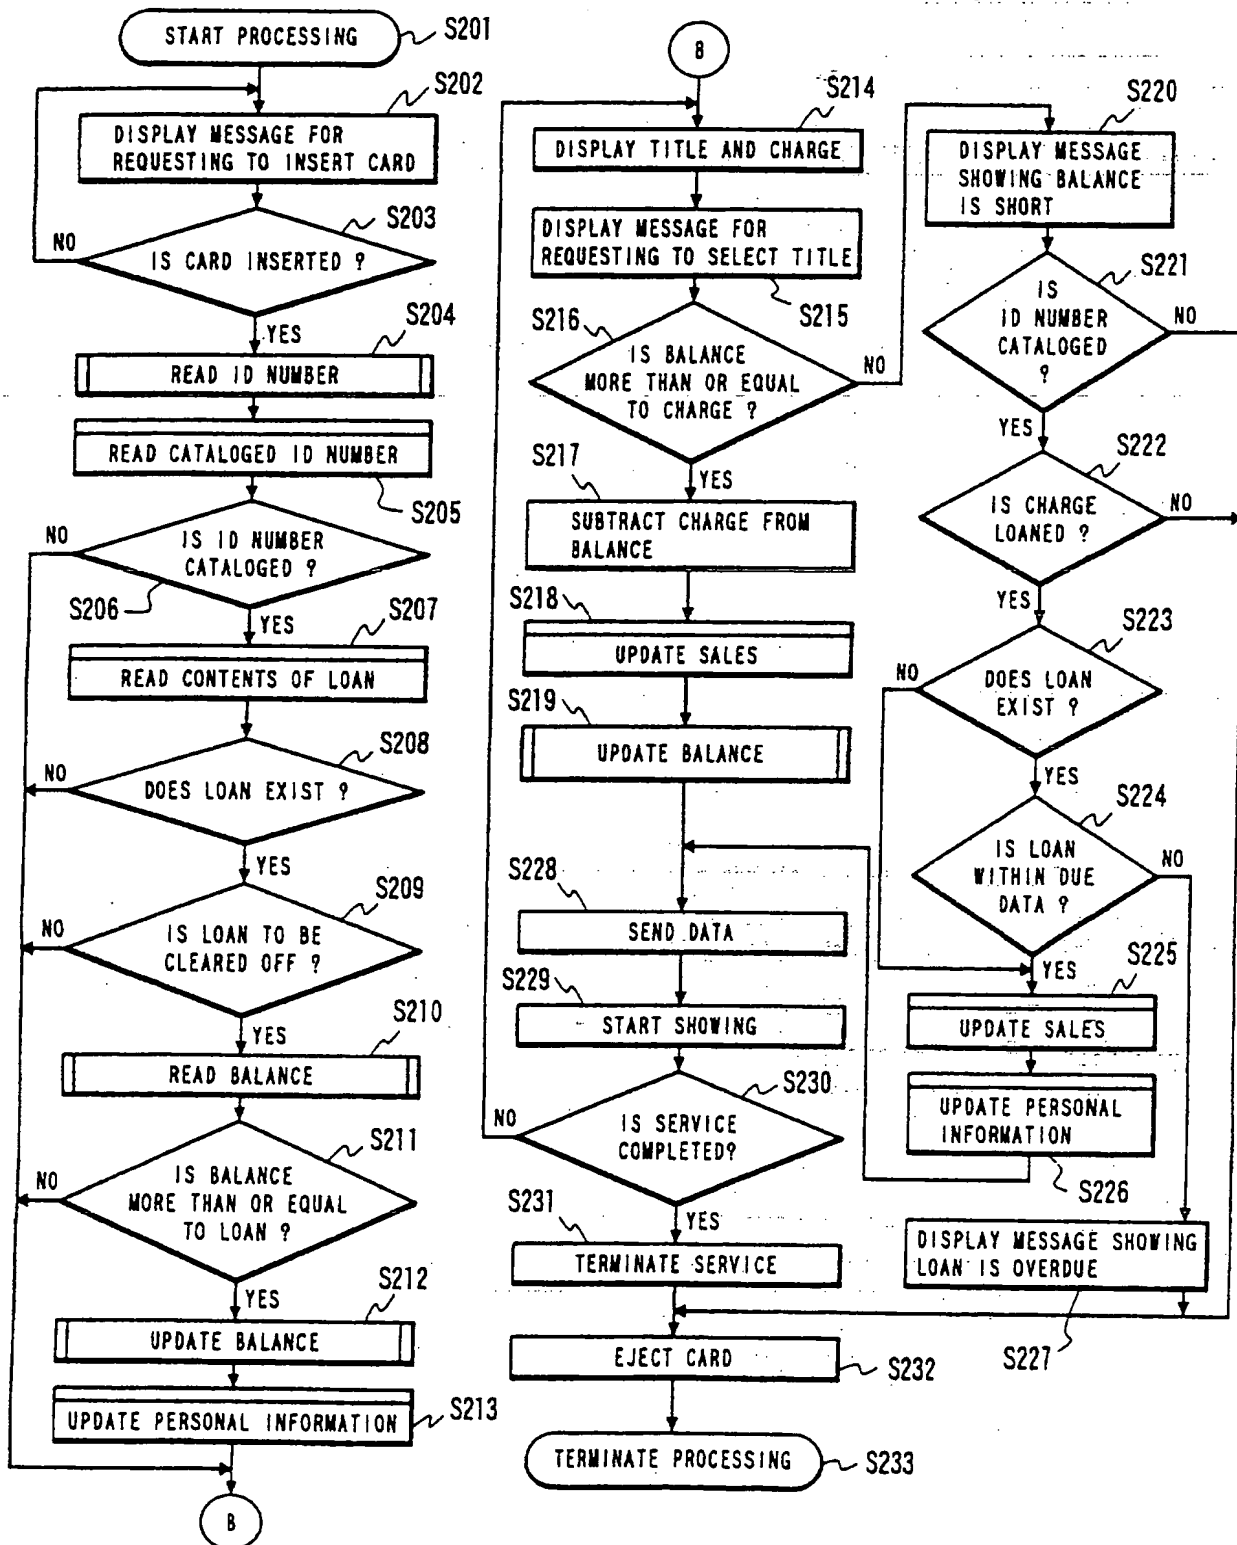 START PROCESSING
S201
S202
DISPLAY MESSAGE FOR
REQUESTING TO INSERT CARD
S203
NO
IS CARD INSERTED ?
YES
S204
READ ID NUMBER
READ CATALOGED ID NUMBER
S205
NO
IS ID NUMBER
CATALOGED ?
S206
YES
S207
READ CONTENTS OF LOAN
S208
NO
DOES LOAN EXIST ?
YES
S209
NO
IS LOAN TO BE
CLEARED OFF ?
YES
S210
READ BALANCE
S211
NO
IS BALANCE
MORE THAN OR EQUAL
TO LOAN ?
YES
S212
UPDATE BALANCE
UPDATE PERSONAL INFORMATION
S213
B
B
S214
DISPLAY TITLE AND CHARGE
DISPLAY MESSAGE FOR
REQUESTING TO SELECT TITLE
S215
S216
IS BALANCE
MORE THAN OR EQUAL
TO CHARGE ?
NO
YES
S217
SUBTRACT CHARGE FROM
BALANCE
S218
UPDATE SALES
S219
UPDATE BALANCE
S228
SEND DATA
S229
START SHOWING
S230
NO
IS SERVICE
COMPLETED?
YES
S231
TERMINATE SERVICE
EJECT CARD
S232
TERMINATE PROCESSING
S233
S220
DISPLAY MESSAGE
SHOWING BALANCE
IS SHORT
S221
IS
ID NUMBER
CATALOGED
?
NO
YES
S222
IS CHARGE
LOANED ?
NO
YES
S223
NO
DOES LOAN
EXIST ?
YES
S224
IS LOAN
WITHIN DUE
DATA ?
NO
YES
S225
UPDATE SALES
UPDATE PERSONAL
INFORMATION
S226
DISPLAY MESSAGE SHOWING
LOAN IS OVERDUE
S227